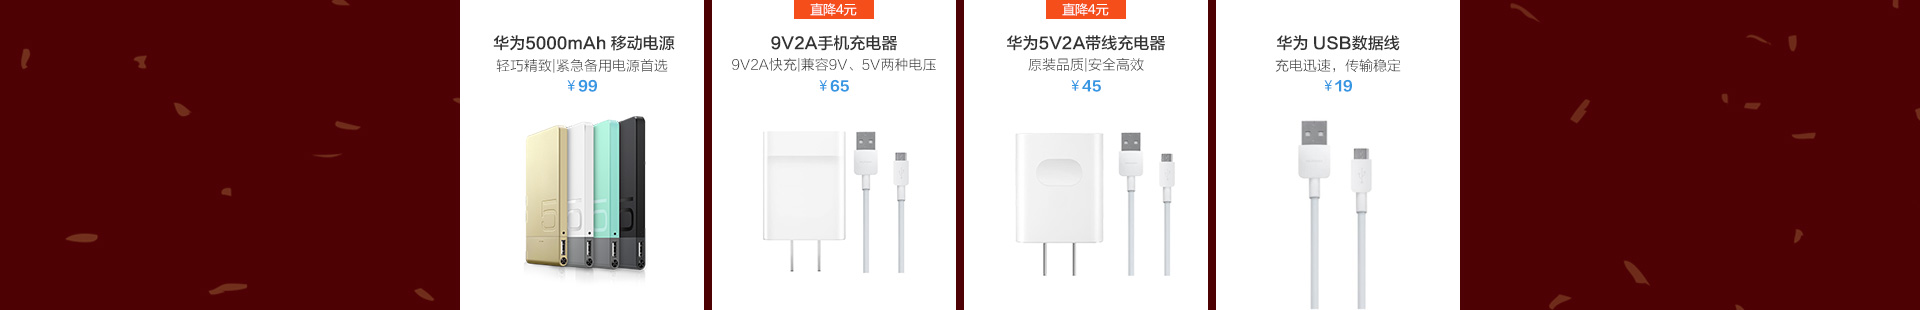 华为5000mAh 移动电源
轻巧精致|紧急备用电源首选
¥99
直降4元
9V2A手机充电器
9V2A快充|兼容9V、5V两种电压
¥65
直降4元
华为5V2A带线充电器
原装品质|安全高效
¥45
华为 USB数据线
充电迅速，传输稳定
¥19